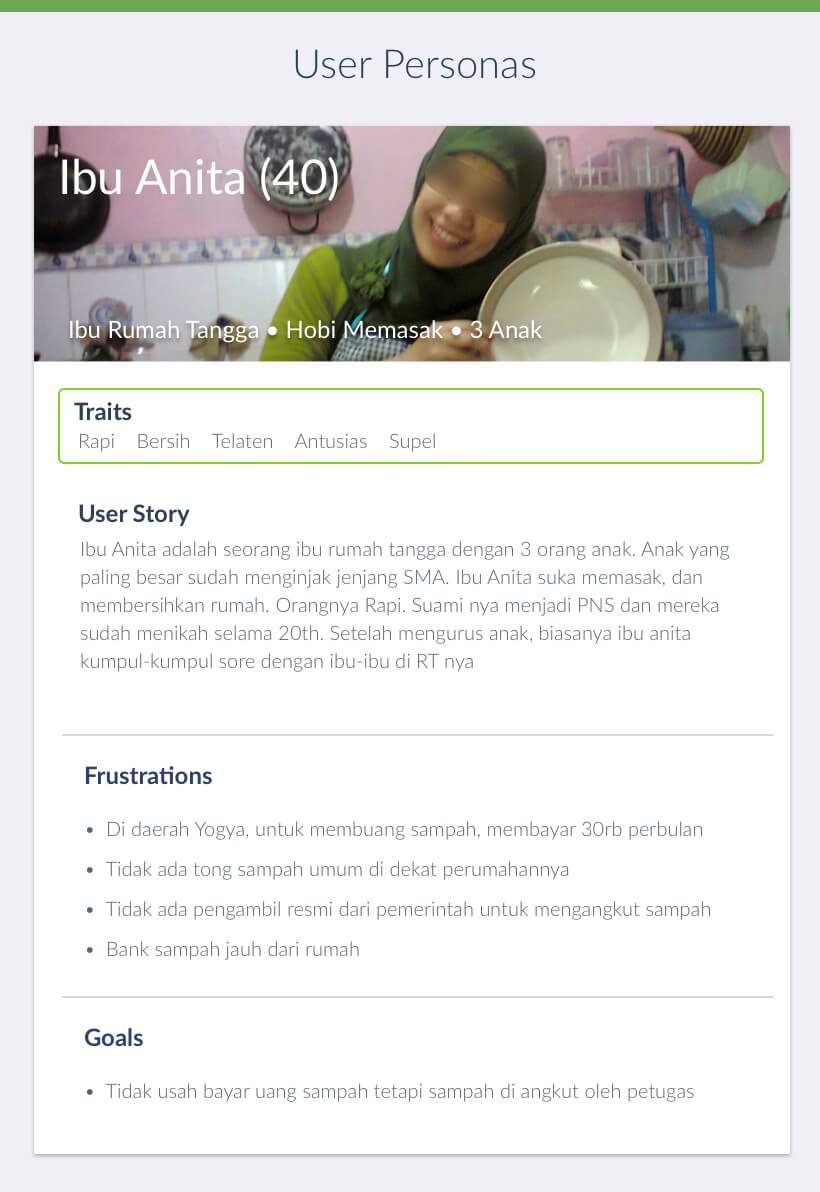 User Personas
Ibu Anita (40)
Ibu Rumah Tangga • Hobi Memasak • 3 Anak
Traits
Rapi Bersih Telaten Antusias Supel
User Story
Ibu Anita adalah seorang ibu rumah tangga dengan 3 orang anak. Anak yang
paling besar sudah menginjak jenjang SMA. Ibu Anita suka memasak, dan
membersihkan rumah. Orangnya Rapi. Suami nya menjadi PNS dan mereka
sudah menikah selama 20th. Setelah mengurus anak, biasanya ibu anita
kumpul-kumpul sore dengan ibu-ibu di RT nya
Frustrations
• Di daerah Yogya, untuk membuang sampah, membayar 30rb perbulan
• Tidak ada tong sampah umum di dekat perumahannya
• Tidak ada pengambil resmi dari pemerintah untuk mengangkut sampah
• Bank sampah jauh dari rumah
Goals
• Tidak usah bayar uang sampah tetapi sampah di angkut oleh petugas